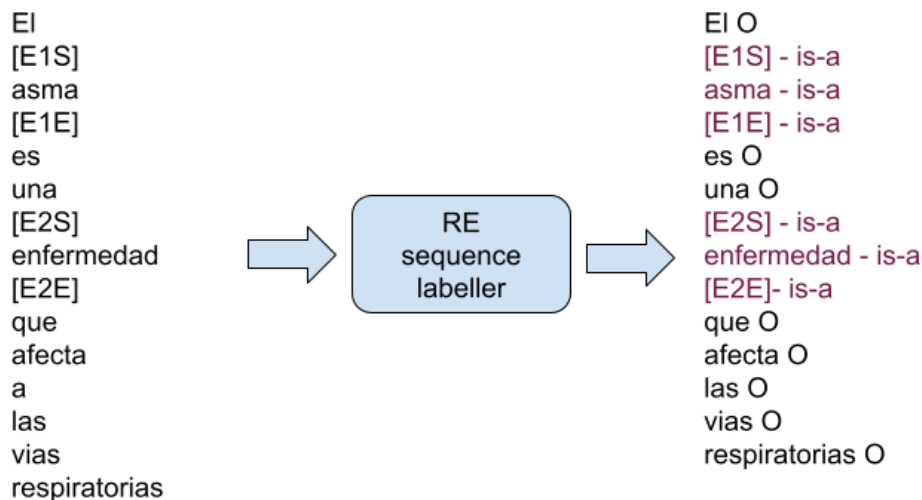 El
[E1S]
asma
[E1E]
es
una
[E2S]
enfermedad
[E2E]
que
afecta
a
las
vias
respiratorias
RE
sequence
labeller
El O
[E1S] - is-a
asma - is-a
[E1E] - is-a
es O
una O
[E2S] - is-a
enfermedad - is-a
[E2E]- is-a
que O
afecta O
las O
vias O
respiratorias O